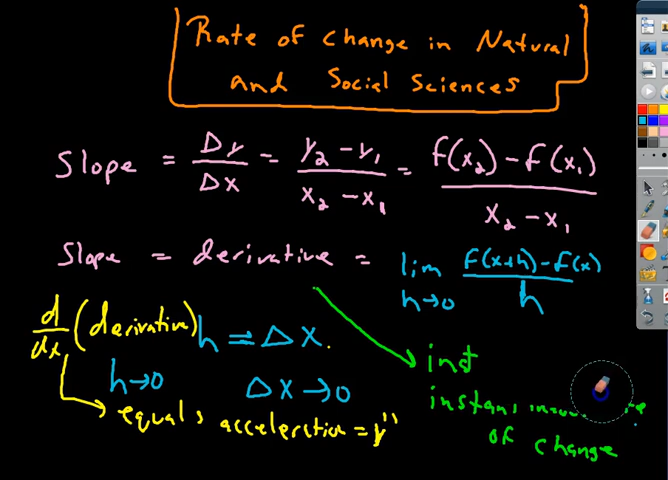 Rate of change in Natural
and Social Sciences
Slope = Δy/Δx = y₂ - y₁/x₂ - x₁ = f(x₂) - f(x₁)/x₂ - x₁
Slope = derivative = lim h→0 f(x+h) - f(x)/h
d/dx (derivative) h = Δx.
h→0 Δx→0
equals acceleration = y''
inst
of change